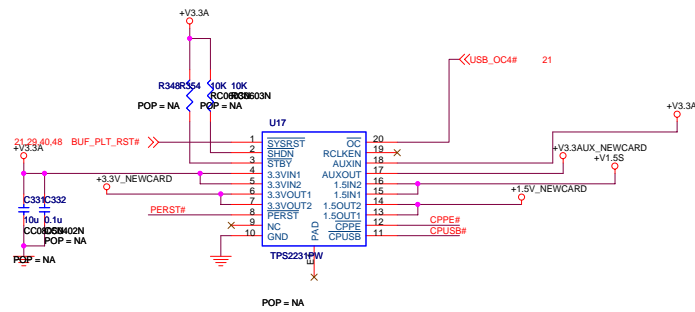 +V3.3A
USB_OC4# 21
R348 R354 10K 10K
POP = NA POP = NA
+V3.3A
U17
21,29,40,48 BUF_PLT_RST#
+V3.3A
1 SYSRST OC 20
2 SHDN RCLKEN 19
3 STBY AUXIN 18
4 3.3VIN1 AUXOUT 17
5 3.3VIN2 1.5IN2 16
6 3.3VOUT1 1.5IN1 15
7 3.3VOUT2 1.5OUT2 14
8 PERST 1.5OUT1 13
9 NC CPPE 12
10 GND CPUSB 11
PAD
+V3.3AUX_NEWCARD
+V1.5S
+3.3V_NEWCARD
+1.5V_NEWCARD
PERST#
CPPE#
CPUSB#
C331 C332
10u 0.1u
POP = NA
POP = NA
TPS2231PW
POP = NA